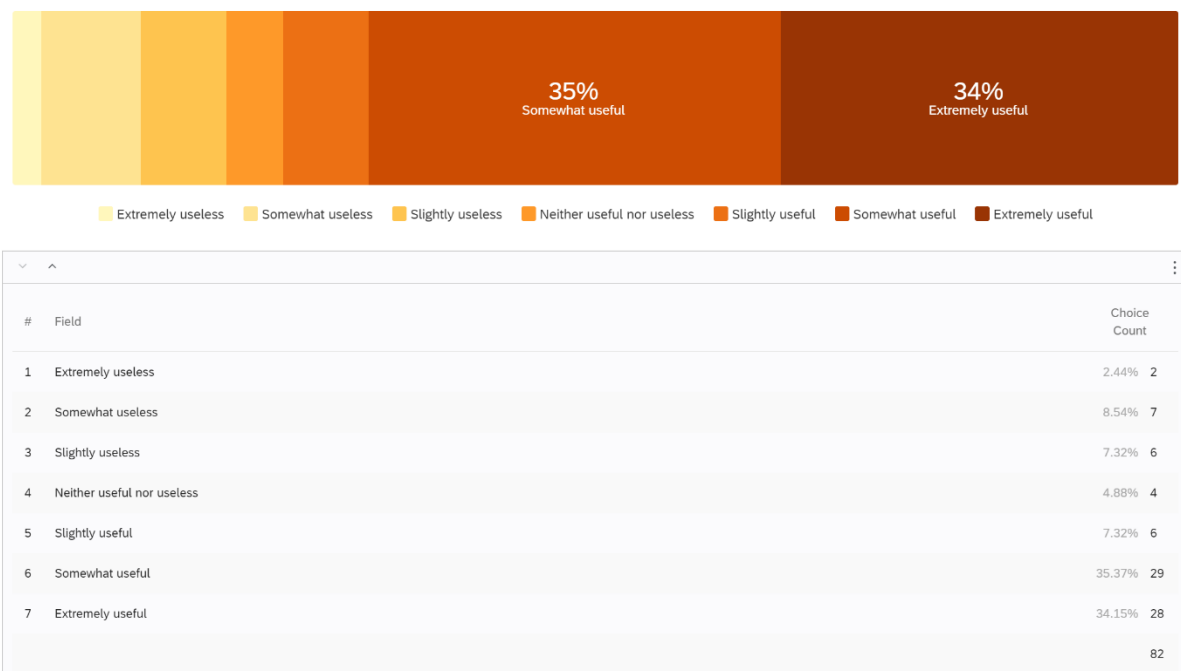 35%
Somewhat useful
34%
Extremely useful
Extremely useless Somewhat useless Slightly useless Neither useful nor useless Slightly useful Somewhat useful Extremely useful
# Field Choice Count
1 Extremely useless 2.44% 2
2 Somewhat useless 8.54% 7
3 Slightly useless 7.32% 6
4 Neither useful nor useless 4.88% 4
5 Slightly useful 7.32% 6
6 Somewhat useful 35.37% 29
7 Extremely useful 34.15% 28
82